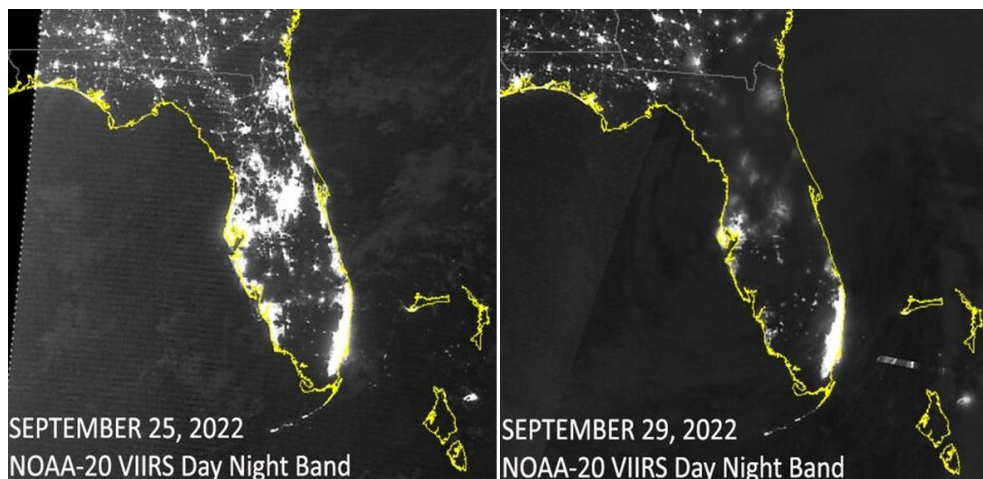 SEPTEMBER 25, 2022
NOAA-20 VIIRS Day Night Band
SEPTEMBER 29, 2022
NOAA-20 VIIRS Day Night Band